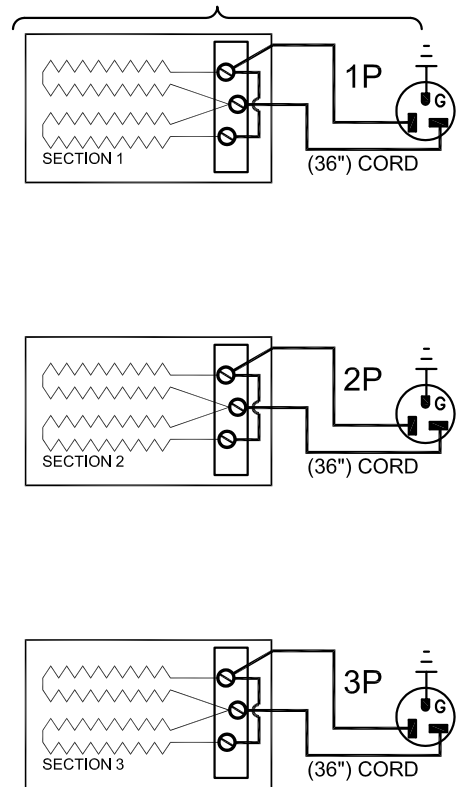 1P
G
SECTION 1
(36") CORD
2P
G
SECTION 2
(36") CORD
3P
G
SECTION 3
(36") CORD